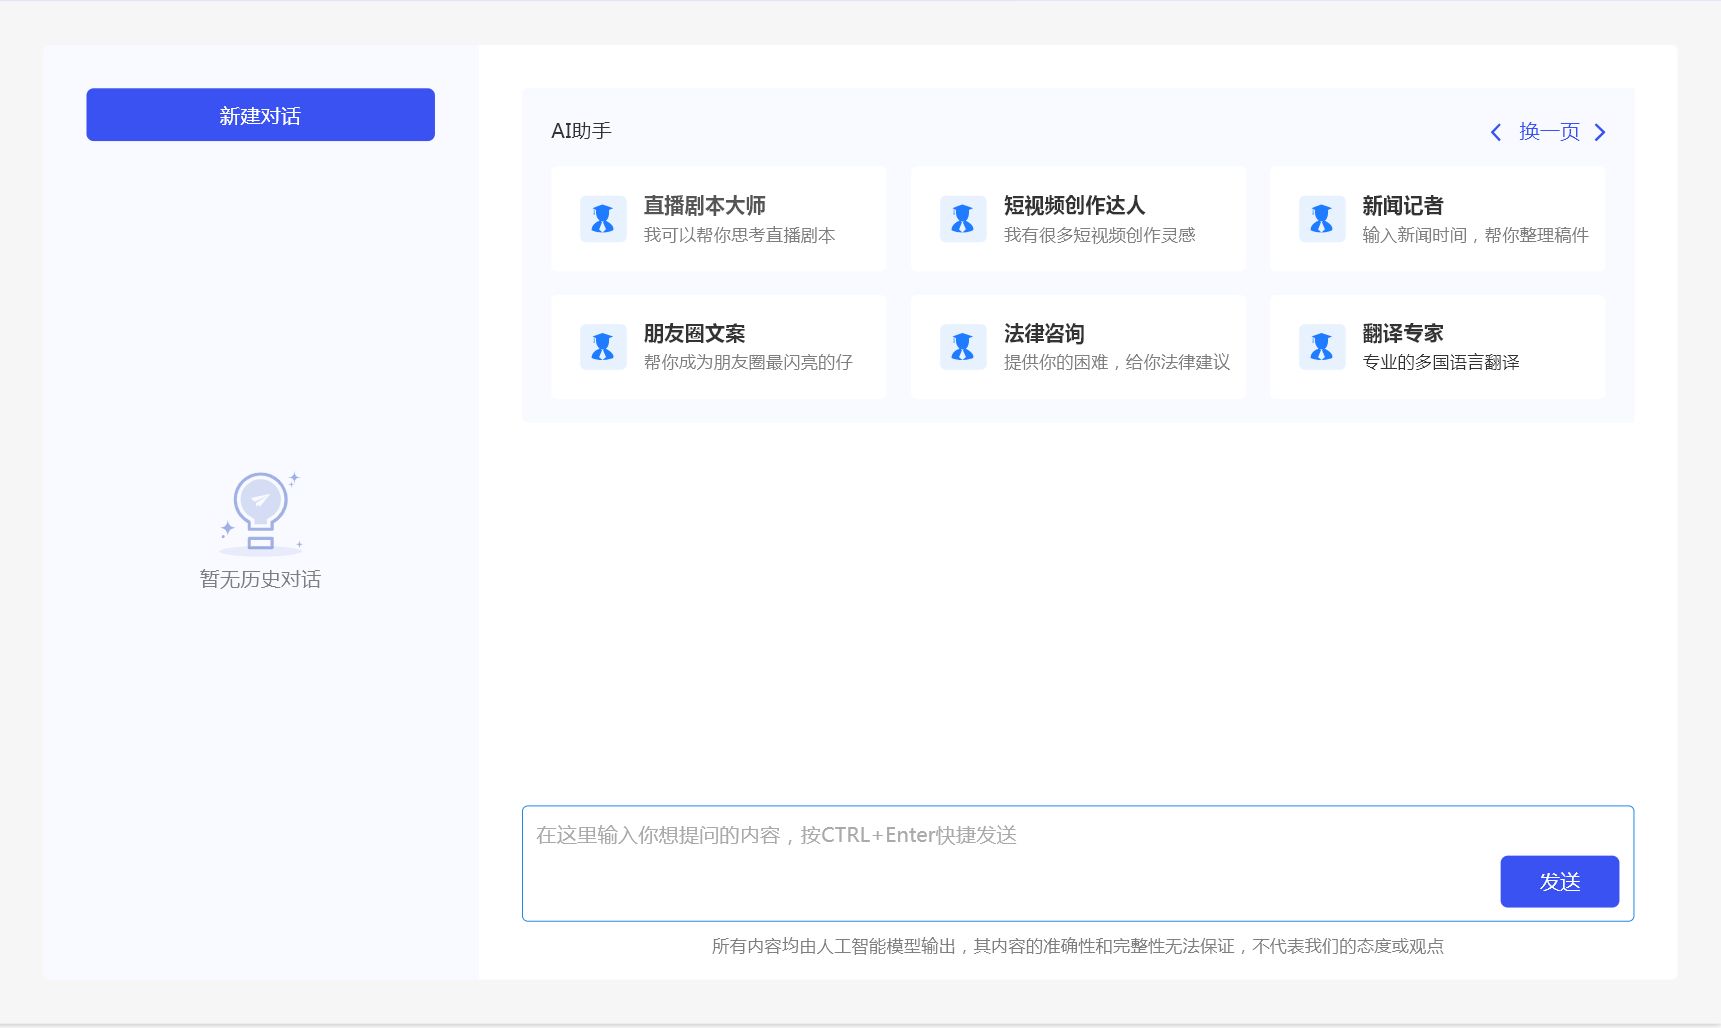 新建对话
暂无历史对话
AI助手
换一页
直播剧本大师
我可以帮你思考直播剧本
短视频创作达人
我有很多短视频创作灵感
新闻记者
输入新闻时间，帮你整理稿件
朋友圈文案
帮你成为朋友圈最闪亮的仔
法律咨询
提供你的困难，给你法律建议
翻译专家
专业的多国语言翻译
在这里输入你想提问的内容，按CTRL+Enter快捷发送
发送
所有内容均由人工智能模型输出，其内容的准确性和完整性无法保证，不代表我们的态度或观点